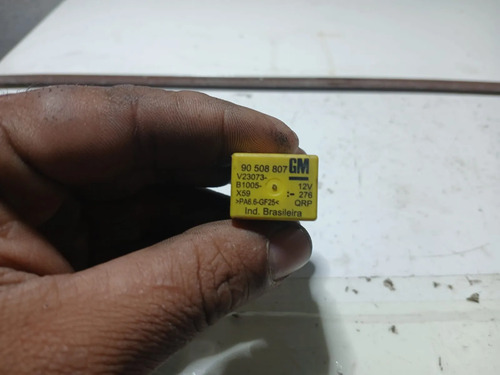 90 508 807 GM
V23073-
B1005- 12V
X59 :- 276
>PA6.6-GF25< QRP
Ind. Brasileira